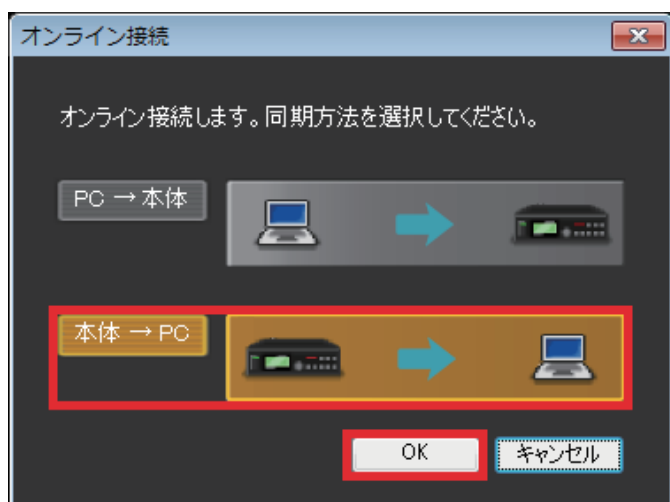 オンライン接続
オンライン接続します。同期方法を選択してください。
PC → 本体
本体 → PC
OK
キャンセル